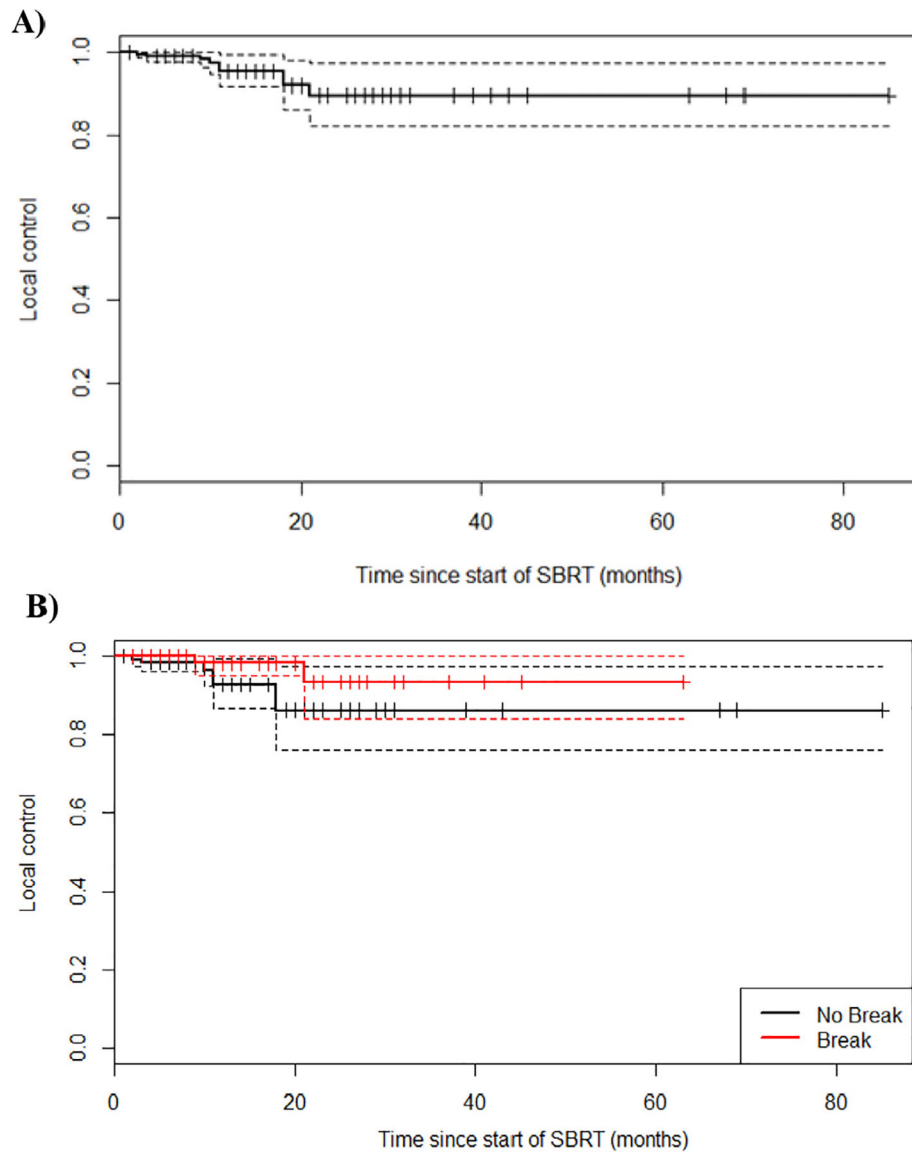 A)
1.0
0.8
0.6
0.4
0.2
0.0
Local control
0 20 40 60 80
Time since start of SBRT (months)
B)
1.0
0.8
0.6
0.4
0.2
0.0
Local control
No Break
Break
0 20 40 60 80
Time since start of SBRT (months)